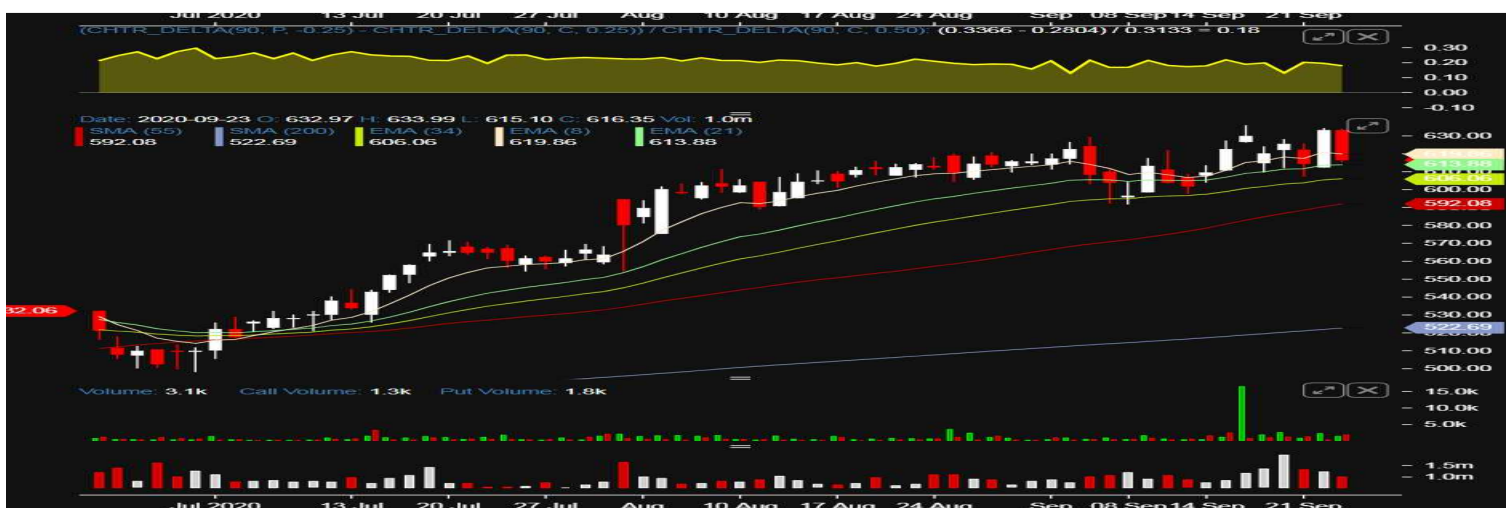 Jul 2020 13 Jul 20 Jul 27 Jul Aug 10 Aug 17 Aug 24 Aug Sep 08 Sep 14 Sep 21 Sep
(CHTR_DELTA(90, P, -0.25) - CHTR_DELTA(90, C, 0.25)) / CHTR_DELTA(90, C, 0.50): (0.3366 - 0.2804) / 0.3133 = 0.18
0.30
0.20
0.10
0.00
-0.10
Date: 2020-09-23 O: 632.97 H: 633.99 L: 615.10 C: 616.35 Vol: 1.0m
SMA (55) SMA (200) EMA (34) EMA (8) EMA (21)
592.08 522.69 606.06 619.86 613.88
630.00
613.88
606.06
600.00
592.08
580.00
570.00
560.00
550.00
540.00
32.06
530.00
522.69
510.00
500.00
Volume: 3.1k Call Volume: 1.3k Put Volume: 1.8k
15.0k
10.0k
5.0k
1.5m
1.0m
Jul 2020 13 Jul 20 Jul 27 Jul Aug 10 Aug 17 Aug 24 Aug Sep 08 Sep 14 Sep 21 Sep